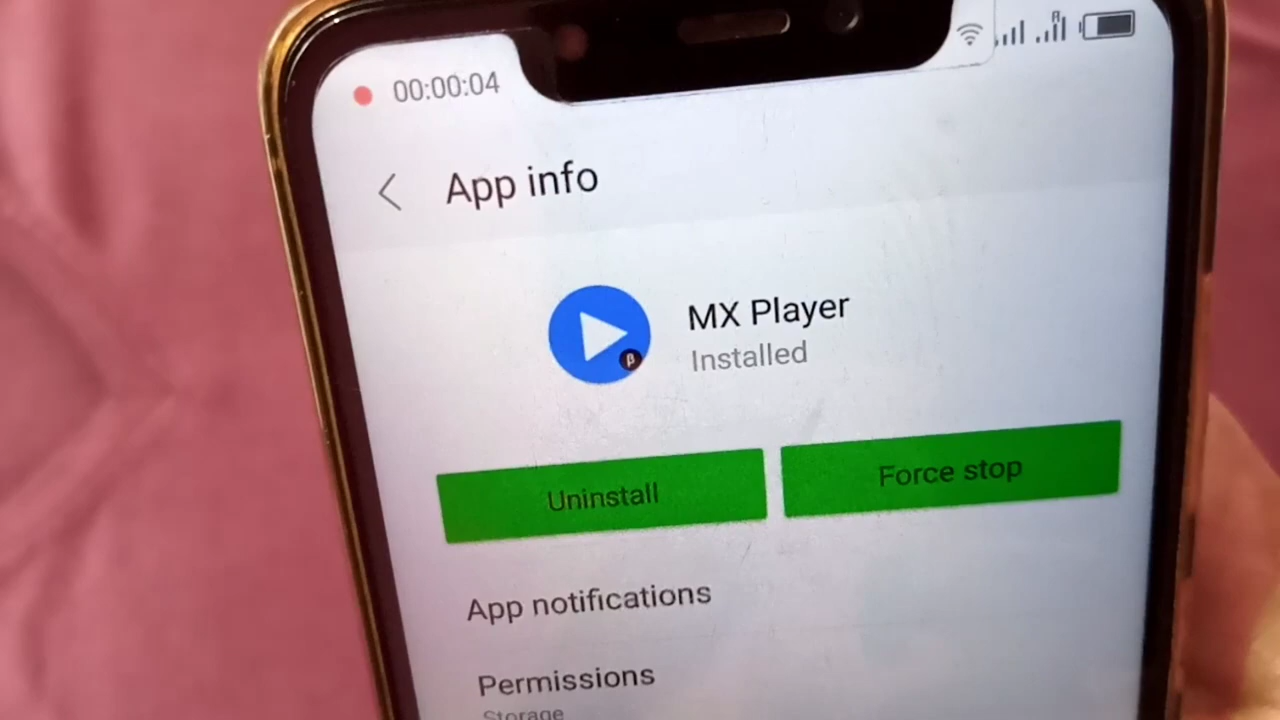 00:00:04
R
App info
MX Player
β
Installed
Uninstall
Force stop
App notifications
Permissions
Storage